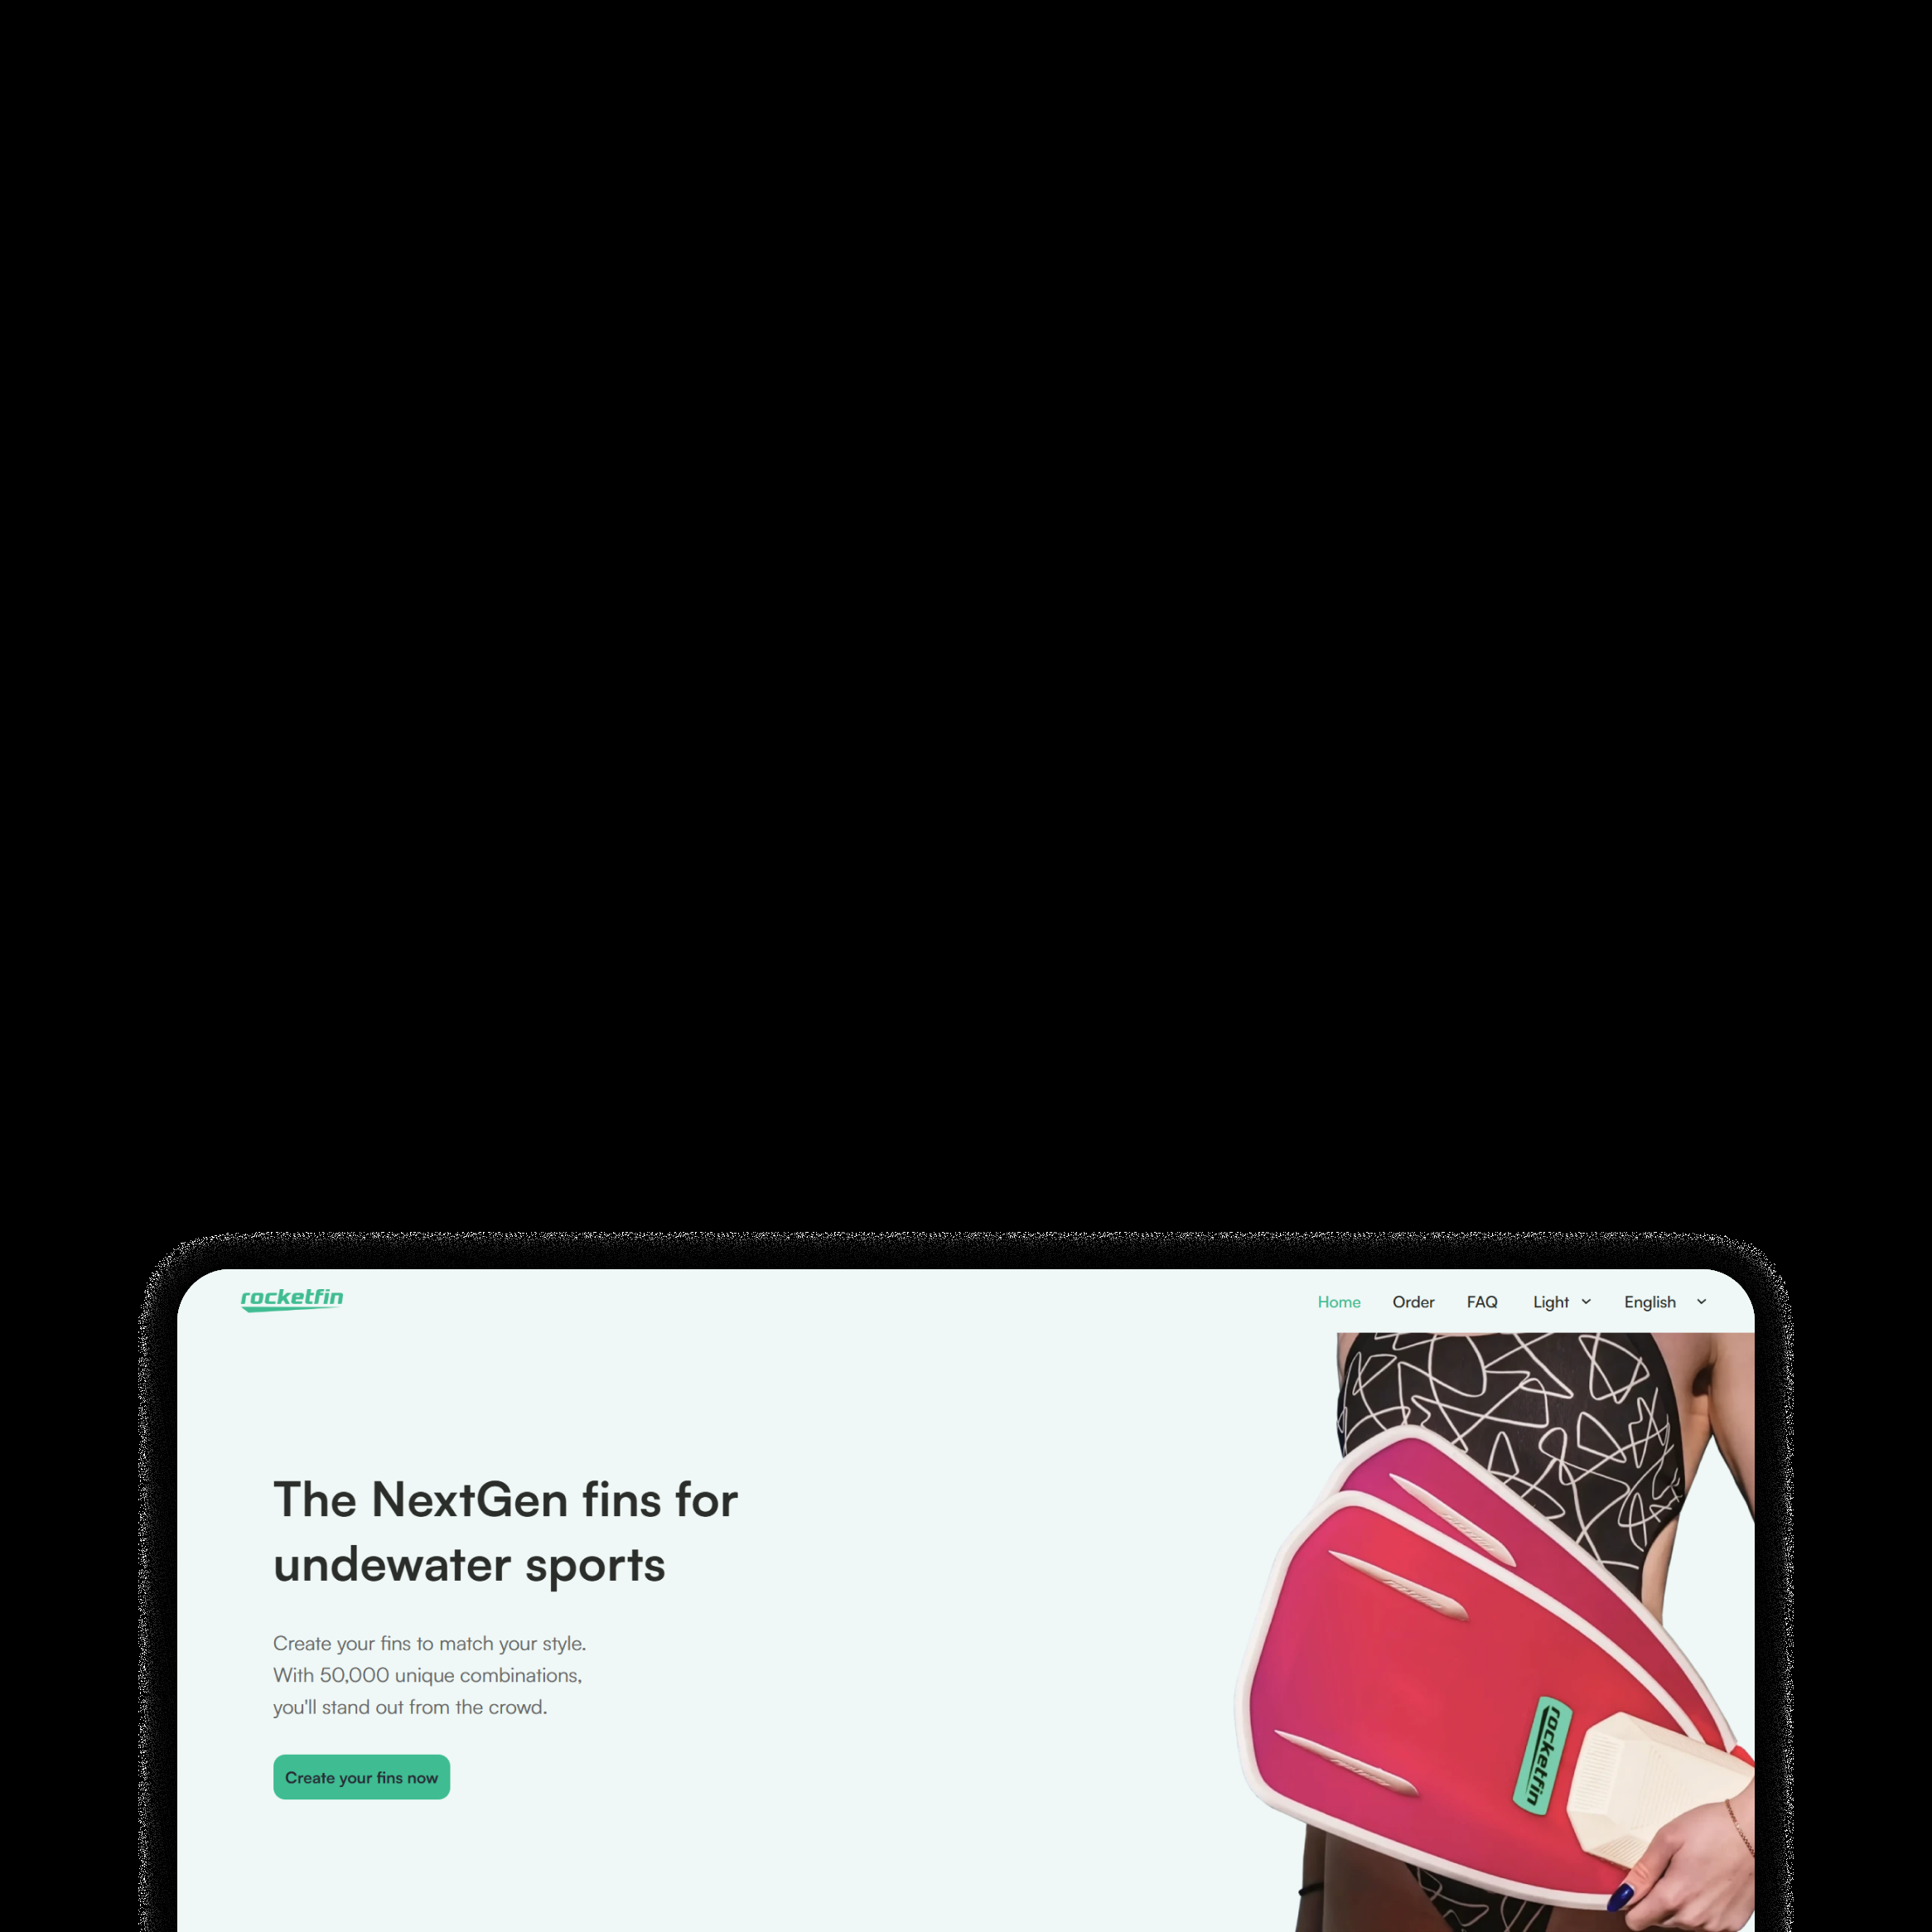 rocketfin
Home Order FAQ Light English
The NextGen fins for
undewater sports
Create your fins to match your style.
With 50,000 unique combinations,
you'll stand out from the crowd.
Create your fins now
rocketfin